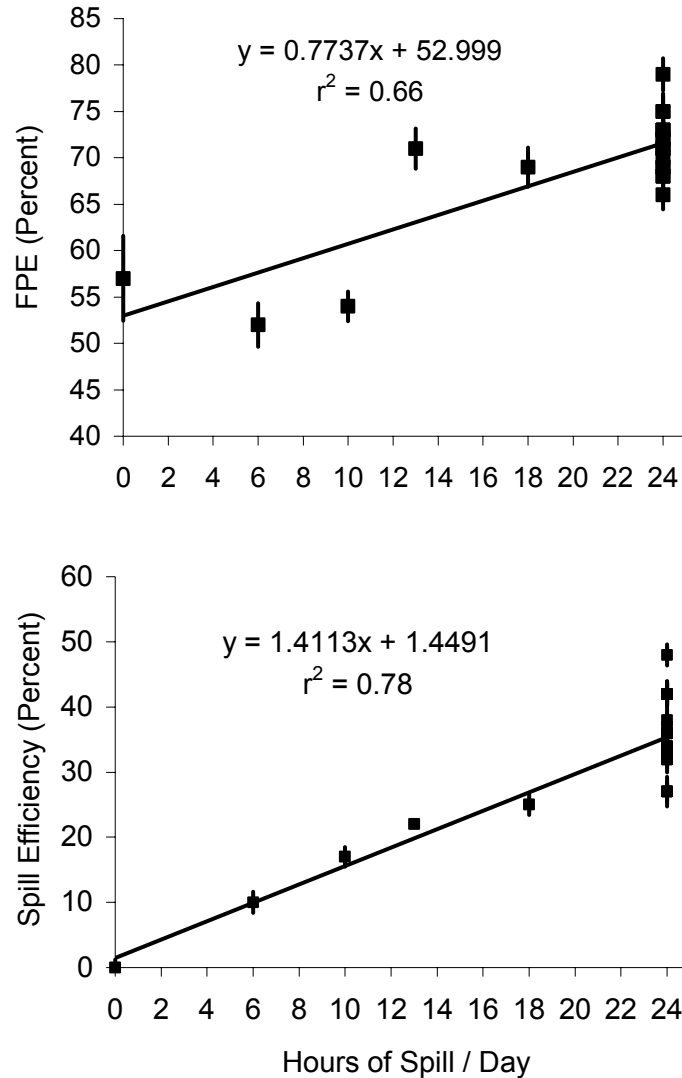 85
80
75
70
65
60
55
50
45
40
FPE (Percent)
y = 0.7737x + 52.999
r² = 0.66
0 2 4 6 8 10 12 14 16 18 20 22 24
60
50
40
30
20
10
0
Spill Efficiency (Percent)
y = 1.4113x + 1.4491
r² = 0.78
0 2 4 6 8 10 12 14 16 18 20 22 24
Hours of Spill / Day